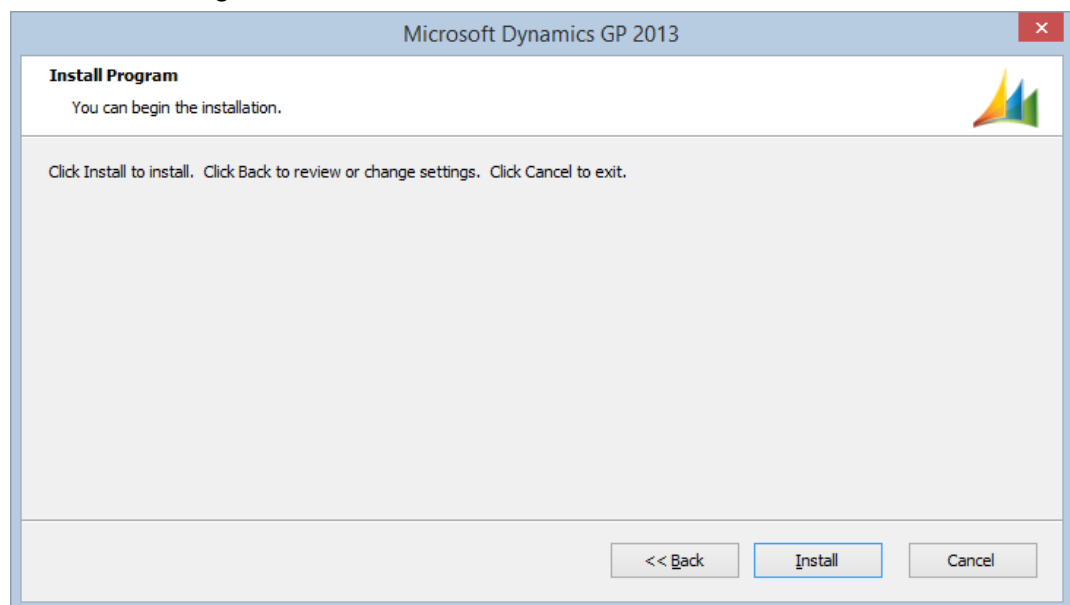 Microsoft Dynamics GP 2013
Install Program
You can begin the installation.
Click Install to install. Click Back to review or change settings. Click Cancel to exit.
<< Back Install Cancel